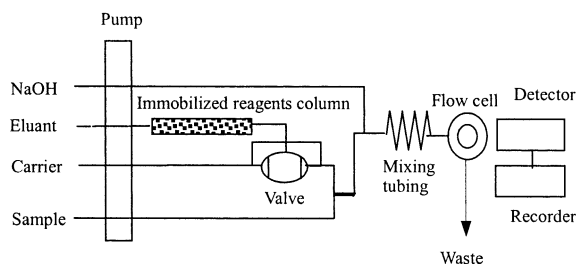 Pump
NaOH
Immobilized reagents column
Eluant
Carrier
Valve
Sample
Mixing
tubing
Flow cell
Detector
Recorder
Waste